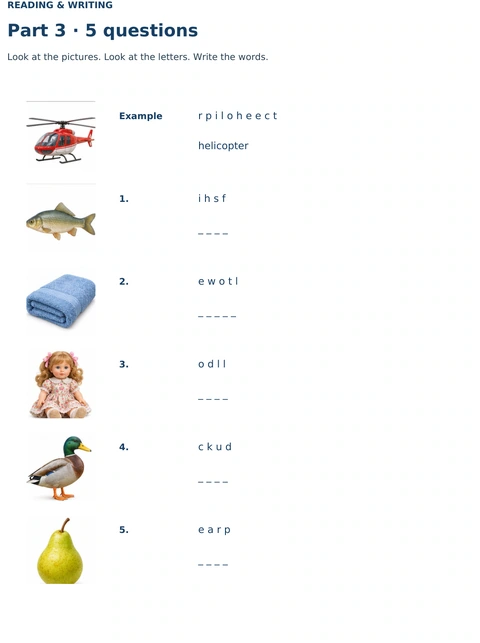 READING & WRITING
Part 3 · 5 questions
Look at the pictures. Look at the letters. Write the words.
Example r p i l o h e e c t
helicopter
1. i h s f
_ _ _ _
2. e w o t l
_ _ _ _ _
3. o d l l
_ _ _ _
4. c k u d
_ _ _ _
5. e a r p
_ _ _ _